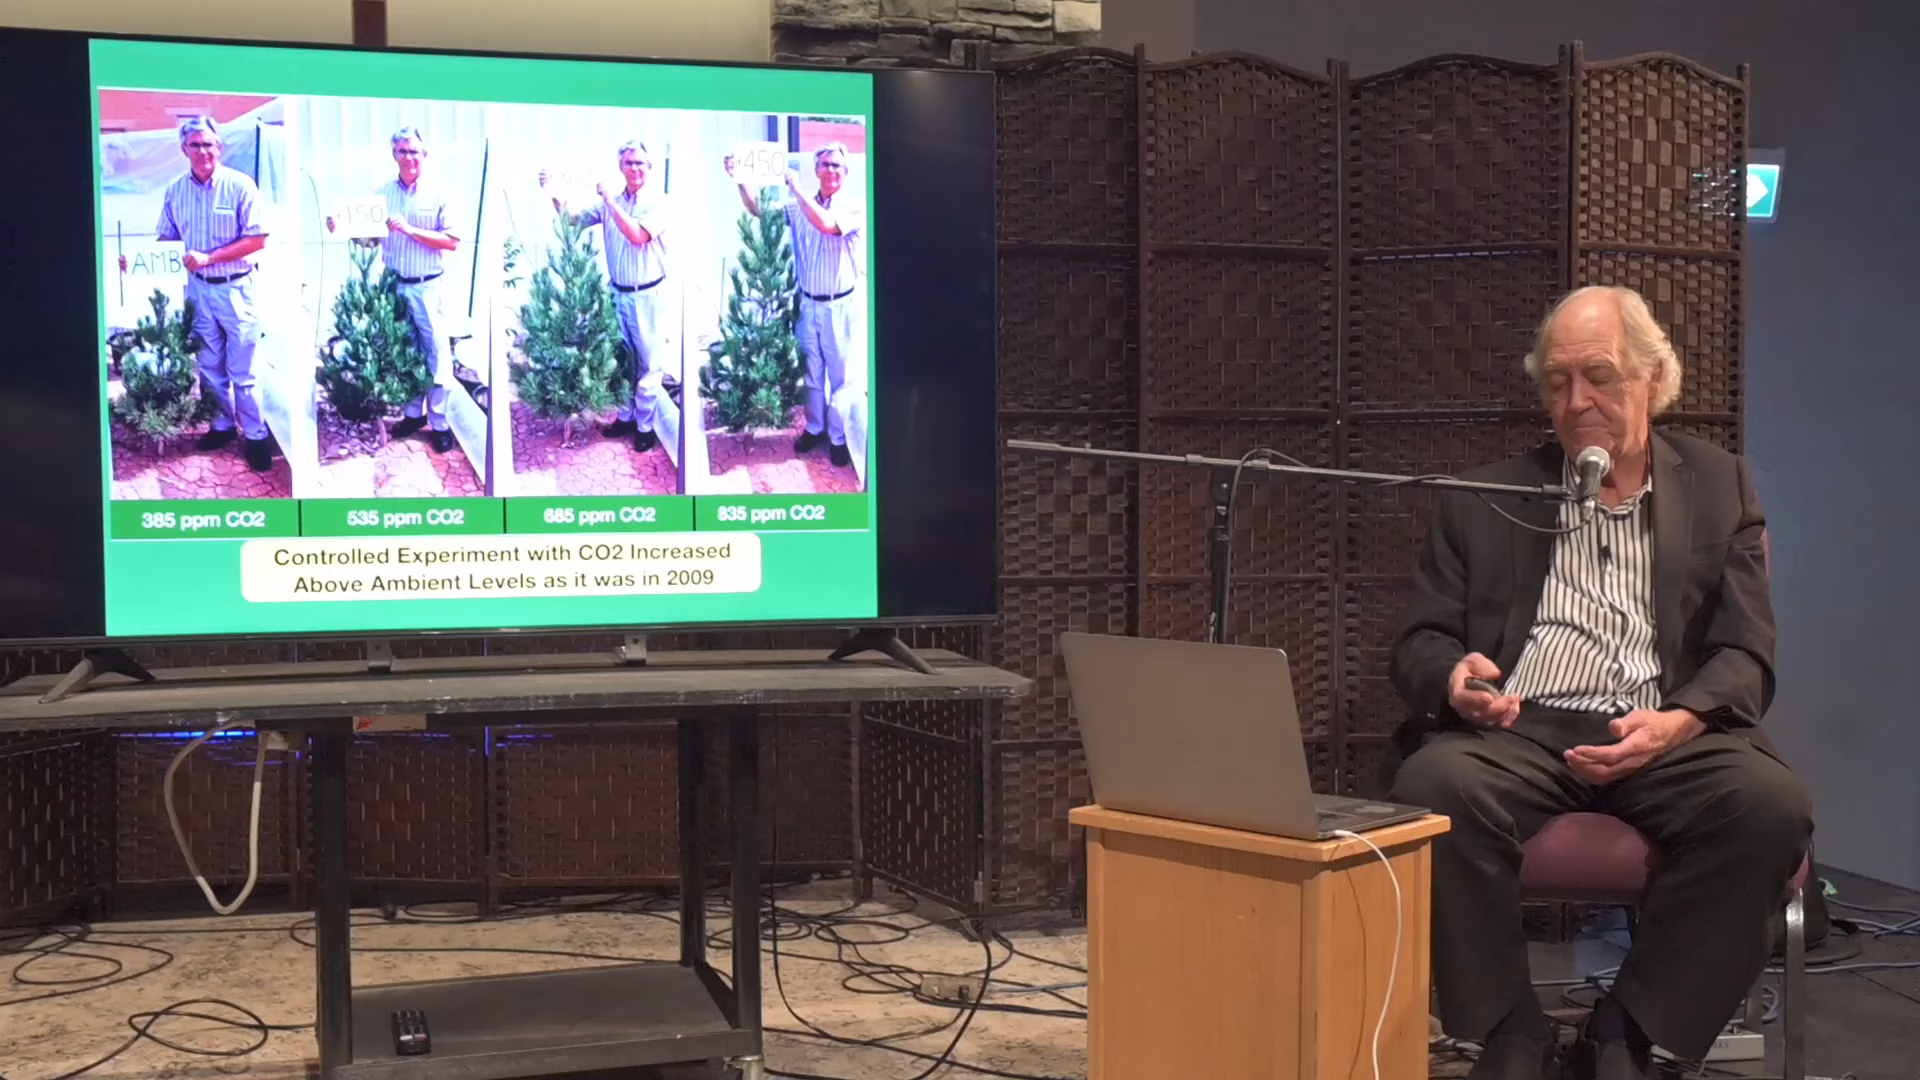 AMB
150
450
385 ppm CO2
535 ppm CO2
685 ppm CO2
835 ppm CO2
Controlled Experiment with CO2 Increased
Above Ambient Levels as it was in 2009